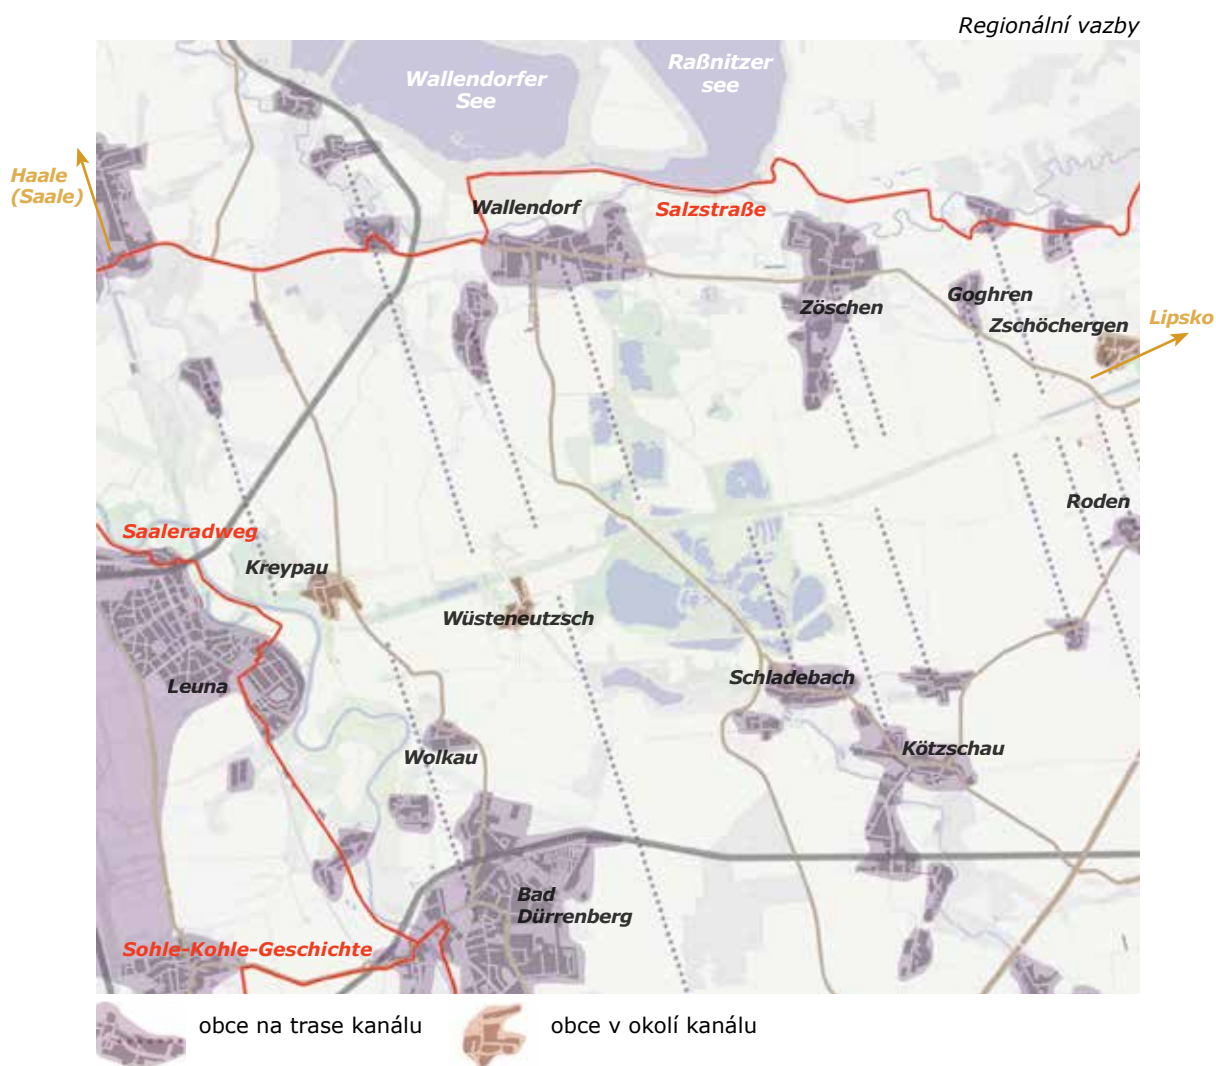 Regionální vazby
Wallendorfer
See
Raßnitzer
see
Haale
(Saale)
Wallendorf
Salzstraße
Zöschen
Goghren
Zschöchergen
Lipsko
Roden
Saaleradweg
Kreypau
Wüsteneutzsch
Leuna
Schladebach
Wolkau
Kötzschau
Bad
Dürrenberg
Sohle-Kohle-Geschichte
obce na trase kanálu
obce v okolí kanálu